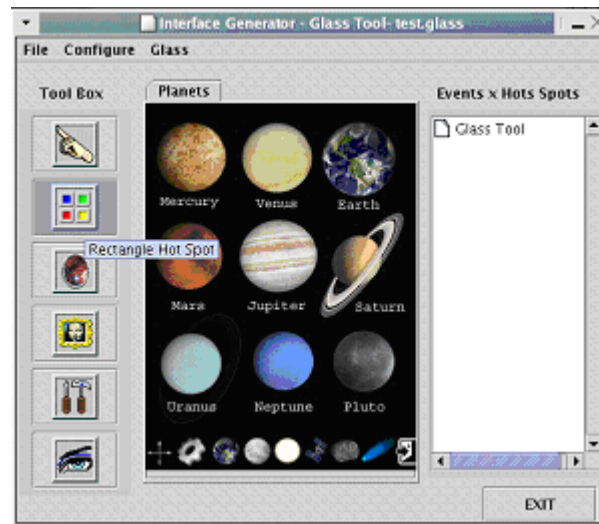 Interface Generator - Glass Tool- test.glass
File Configure Glass
Tool Box
Planets
Events x Hots Spots
Glass Tool
Mercury Venus Earth
Rectangle Hot Spot
Mars Jupiter Saturn
Uranus Neptune Pluto
EXIT